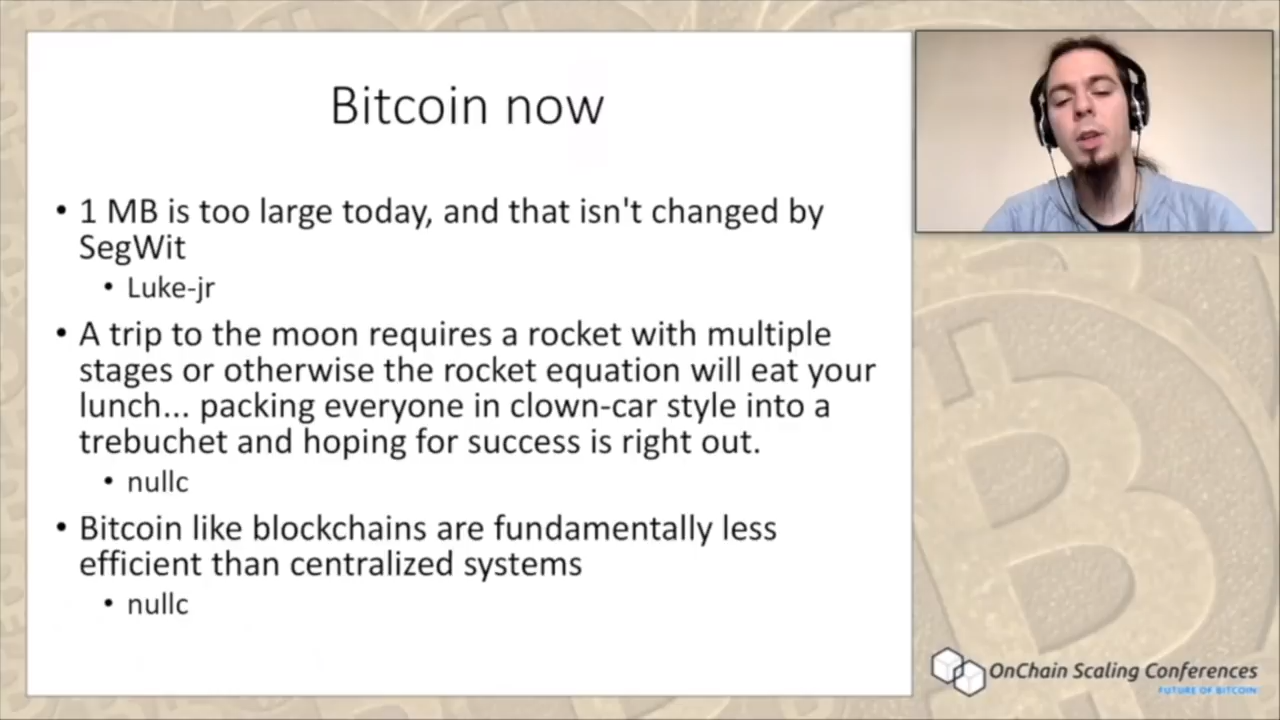 Bitcoin now
• 1 MB is too large today, and that isn't changed by
SegWit
• Luke-jr
• A trip to the moon requires a rocket with multiple
stages or otherwise the rocket equation will eat your
lunch... packing everyone in clown-car style into a
trebuchet and hoping for success is right out.
• nullc
• Bitcoin like blockchains are fundamentally less
efficient than centralized systems
• nullc
OnChain Scaling Conferences
FUTURE OF BITCOIN